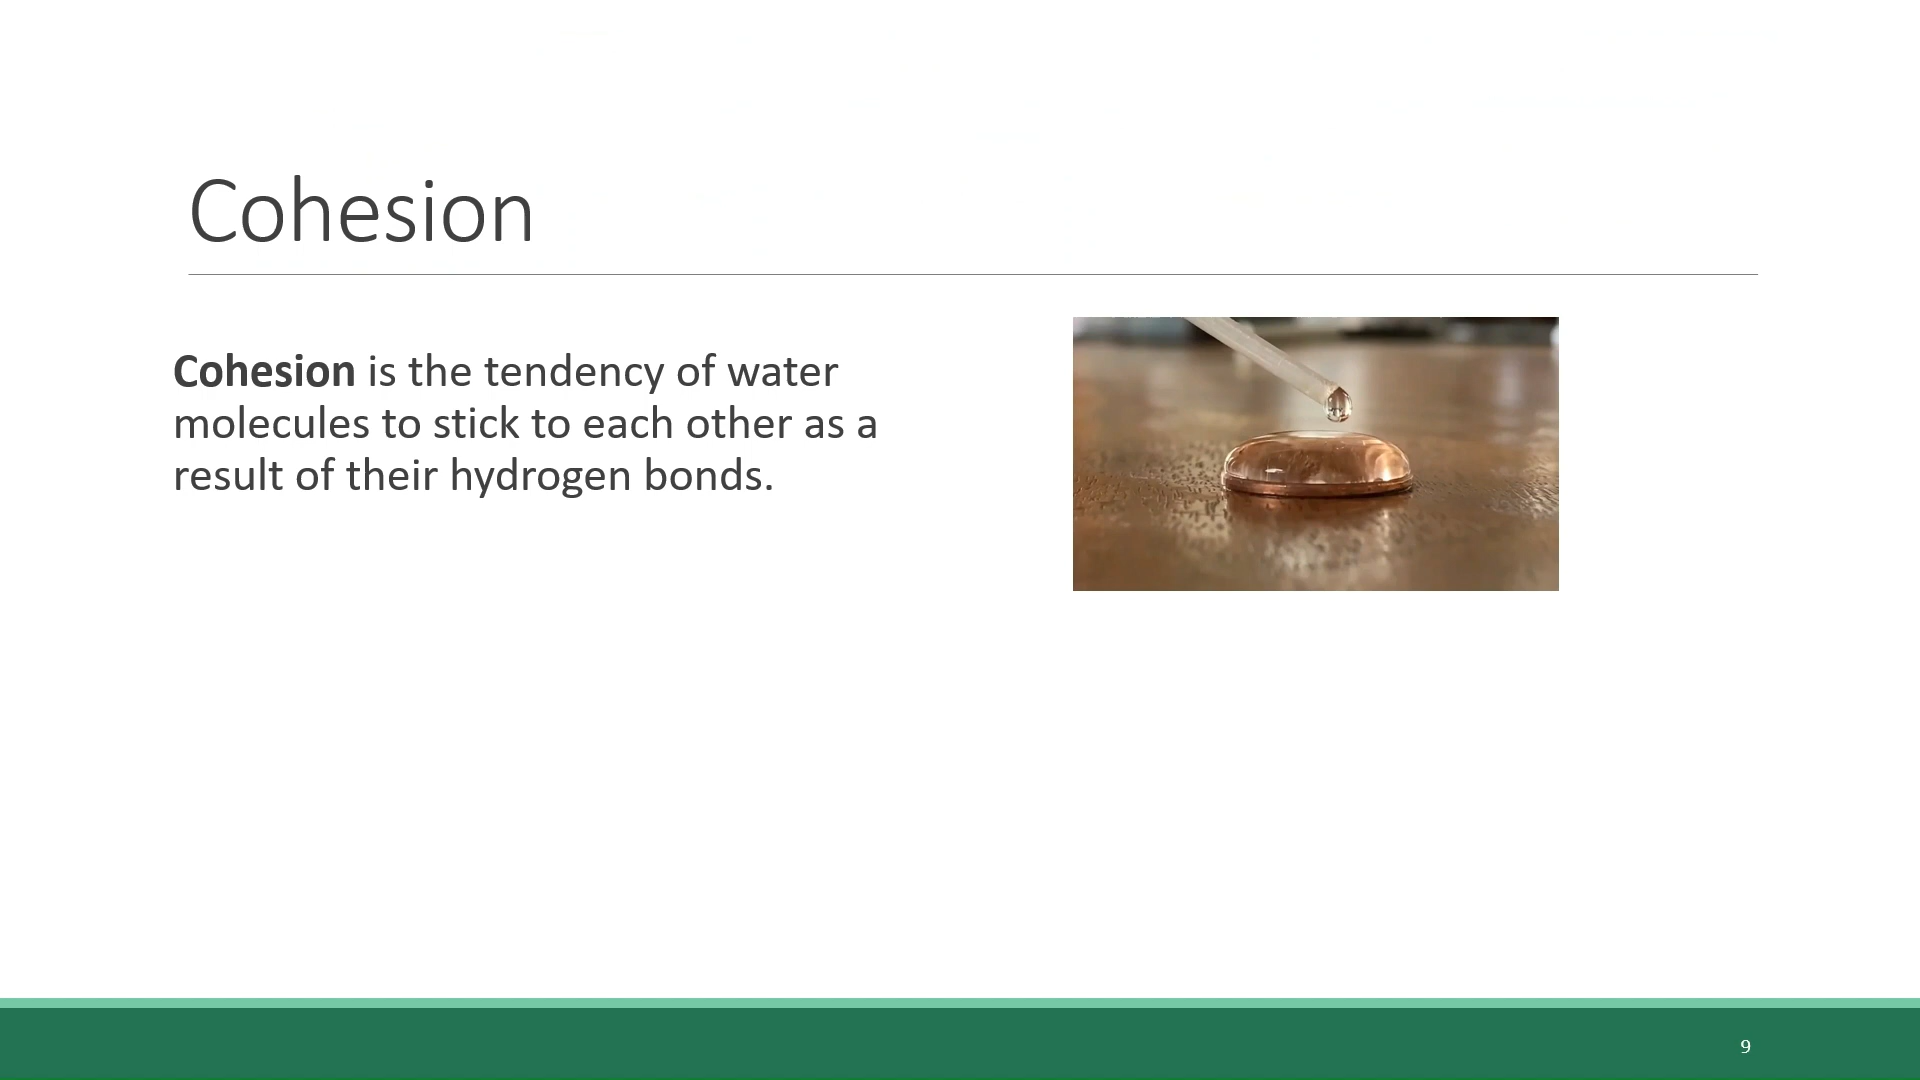 Cohesion
Cohesion is the tendency of water
molecules to stick to each other as a
result of their hydrogen bonds.
9